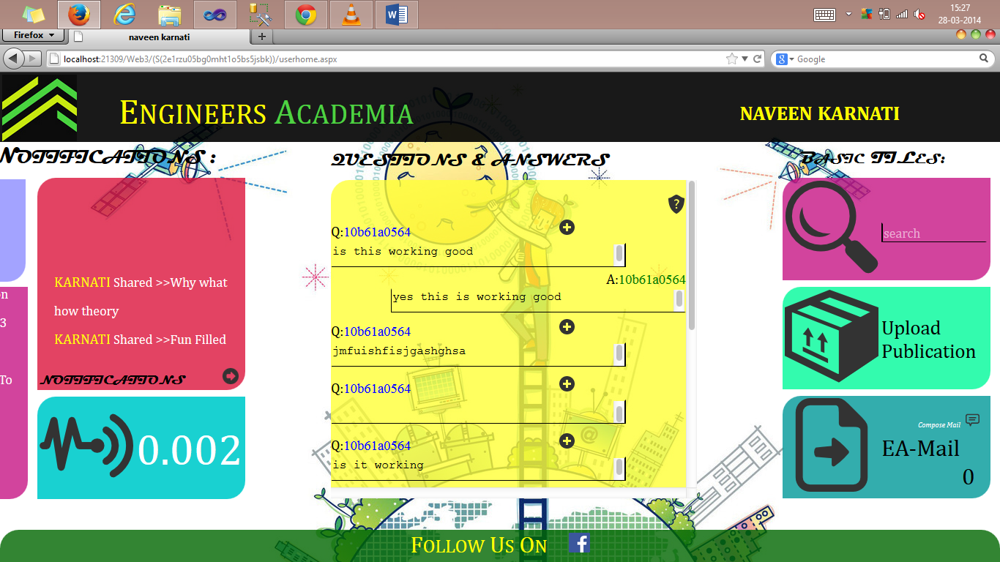 15:27
28-03-2014
Firefox
naveen karnati
localhost:21309/Web3/(S(2e1rzu05bg0mht1o5bs5jsbk))/userhome.aspx
Google
ENGINEERS ACADEMIA
NAVEEN KARNATI
NOTIFICATIONS :
QUESTIONS & ANSWERS
BASIC TILES:
Q:10b61a0564
is this working good
A:10b61a0564
yes this is working good
Q:10b61a0564
jmfuishfisjgashghsa
Q:10b61a0564
Q:10b61a0564
is it working
on
3
To
KARNATI Shared >>Why what
how theory
KARNATI Shared >>Fun Filled
NOTIFICATIONS
0.002
search
Upload
Publication
Compose Mail
EA-Mail
0
FOLLOW US ON